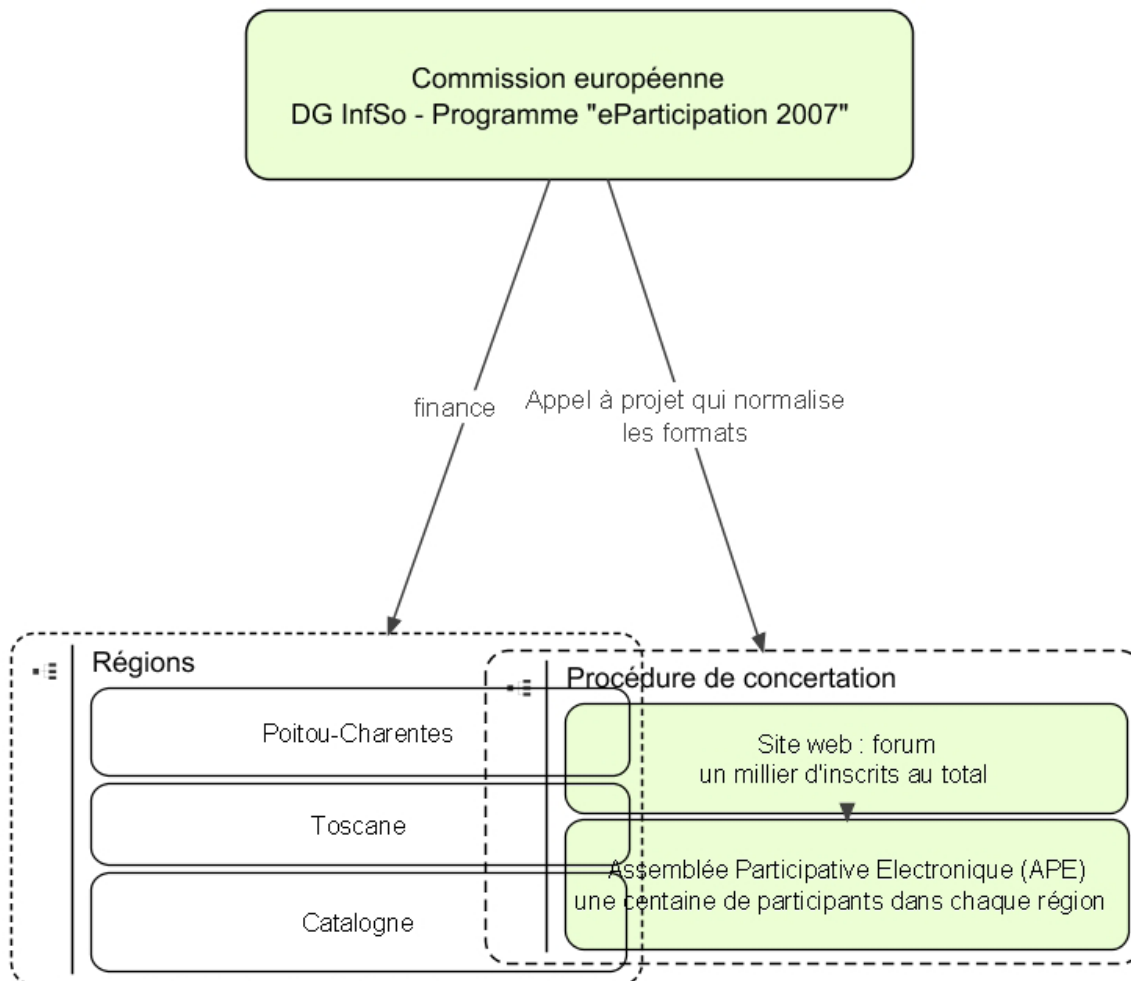 Commission européenne
DG InfSo - Programme "eParticipation 2007"
finance
Appel à projet qui normalise
les formats
Régions
Poitou-Charentes
Toscane
Catalogne
Procédure de concertation
Site web : forum
un millier d'inscrits au total
Assemblée Participative Electronique (APE)
une centaine de participants dans chaque région